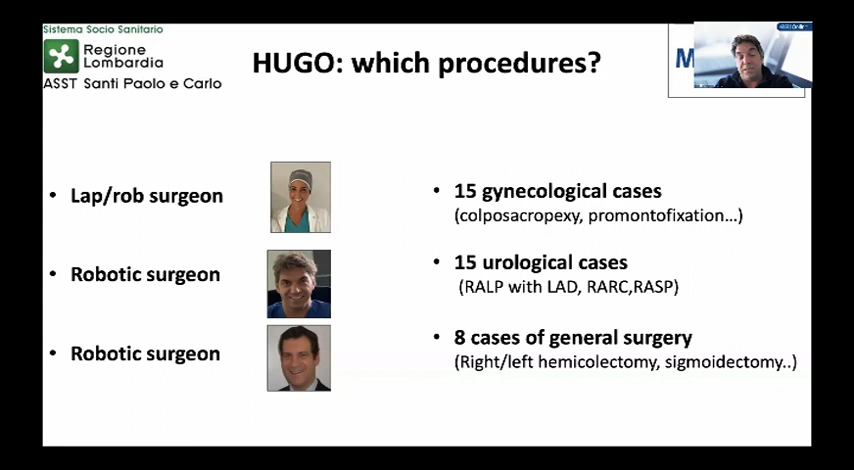 Sistema Socio Sanitario
Regione
Lombardia
ASST Santi Paolo e Carlo
HUGO: which procedures?
M
• Lap/rob surgeon
• 15 gynecological cases
(colposacropexy, promontofixation...)
• Robotic surgeon
• 15 urological cases
(RALP with LAD, RARC,RASP)
• Robotic surgeon
• 8 cases of general surgery
(Right/left hemicolectomy, sigmoidectomy..)